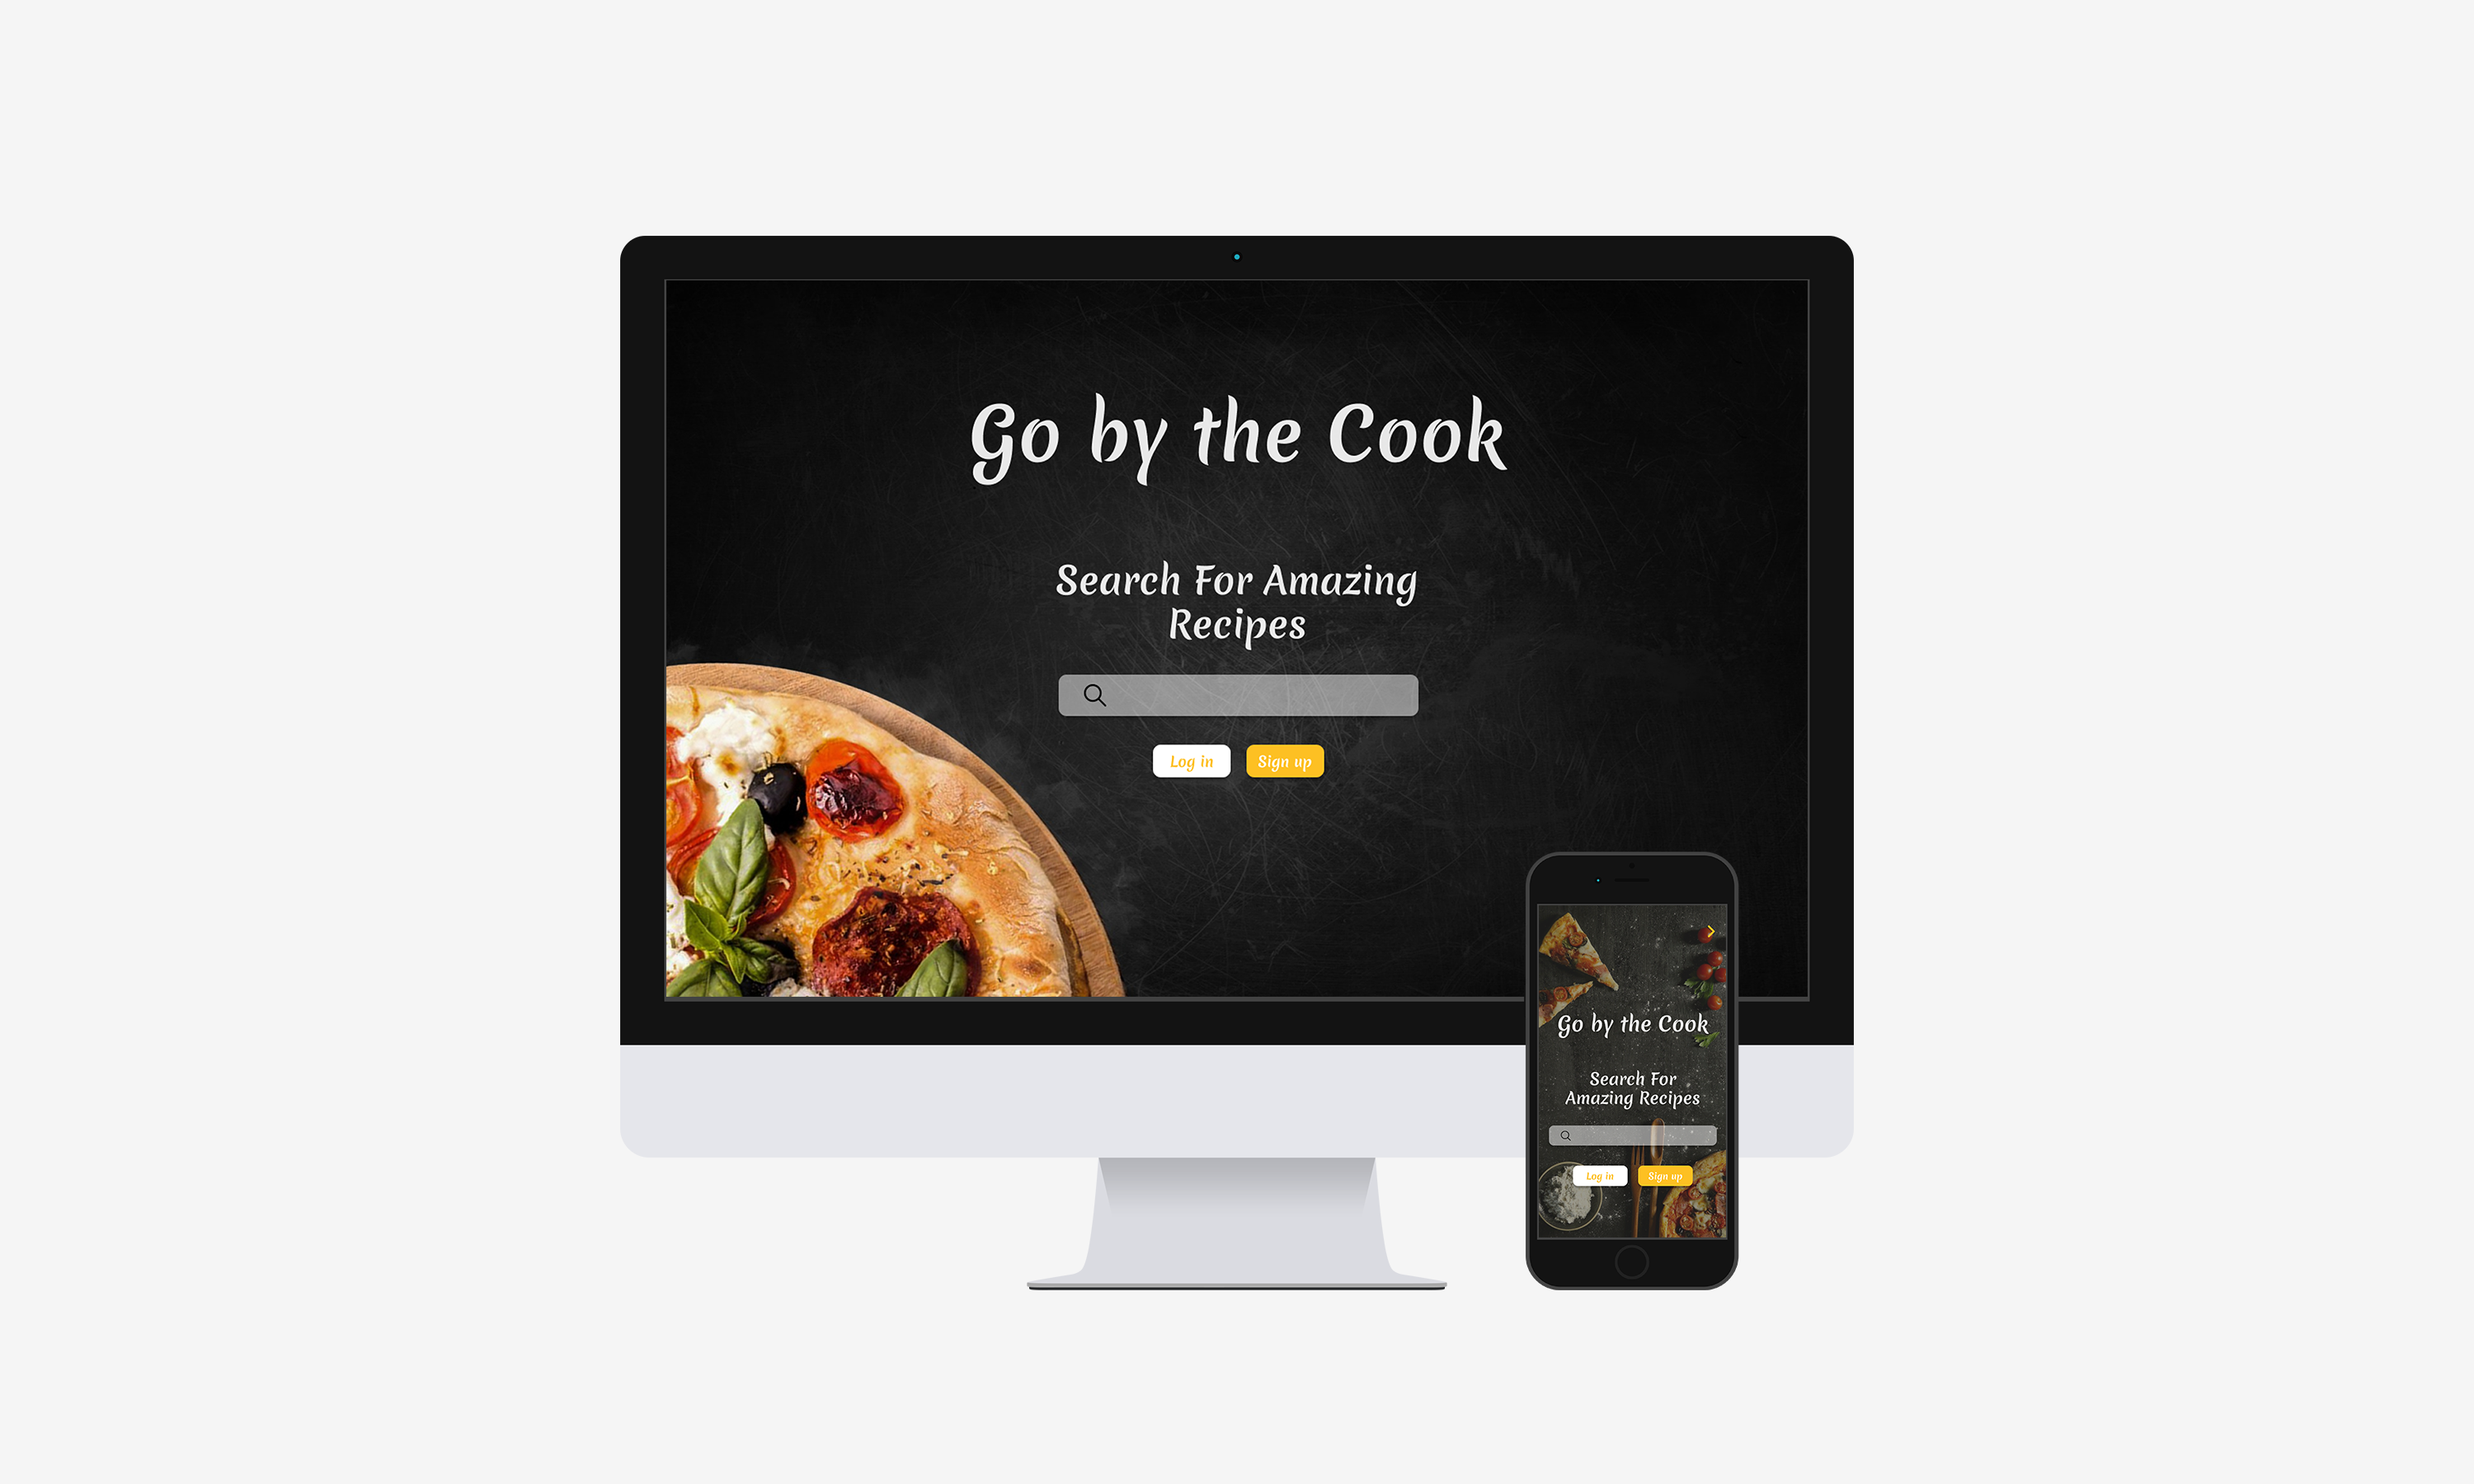 Go by the Cook
Search For Amazing
Recipes
Log in
Sign up
Go by the Cook
Search For
Amazing Recipes
Log in
Sign up